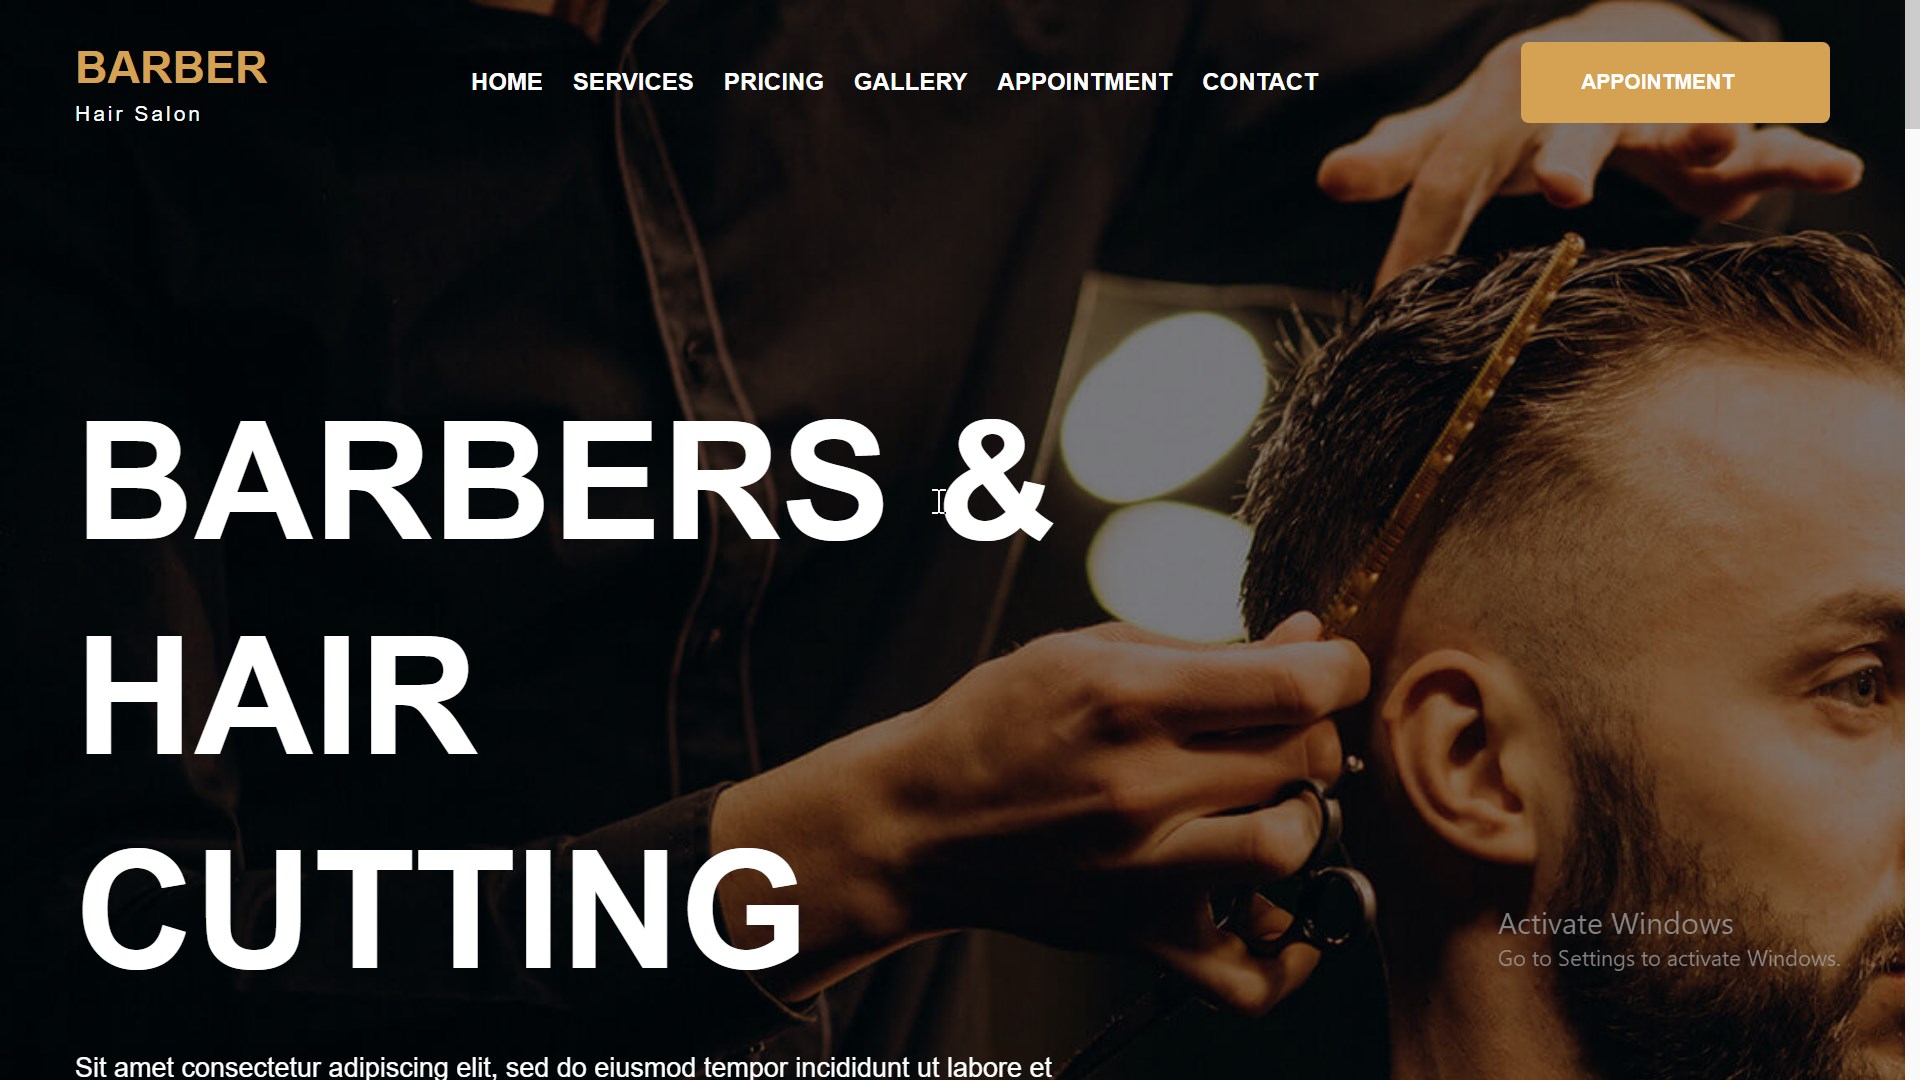 BARBER
Hair Salon
HOME SERVICES PRICING GALLERY APPOINTMENT CONTACT
APPOINTMENT
BARBERS &
HAIR
CUTTING
Sit amet consectetur adipiscing elit, sed do eiusmod tempor incididunt ut labore et
Activate Windows
Go to Settings to activate Windows.